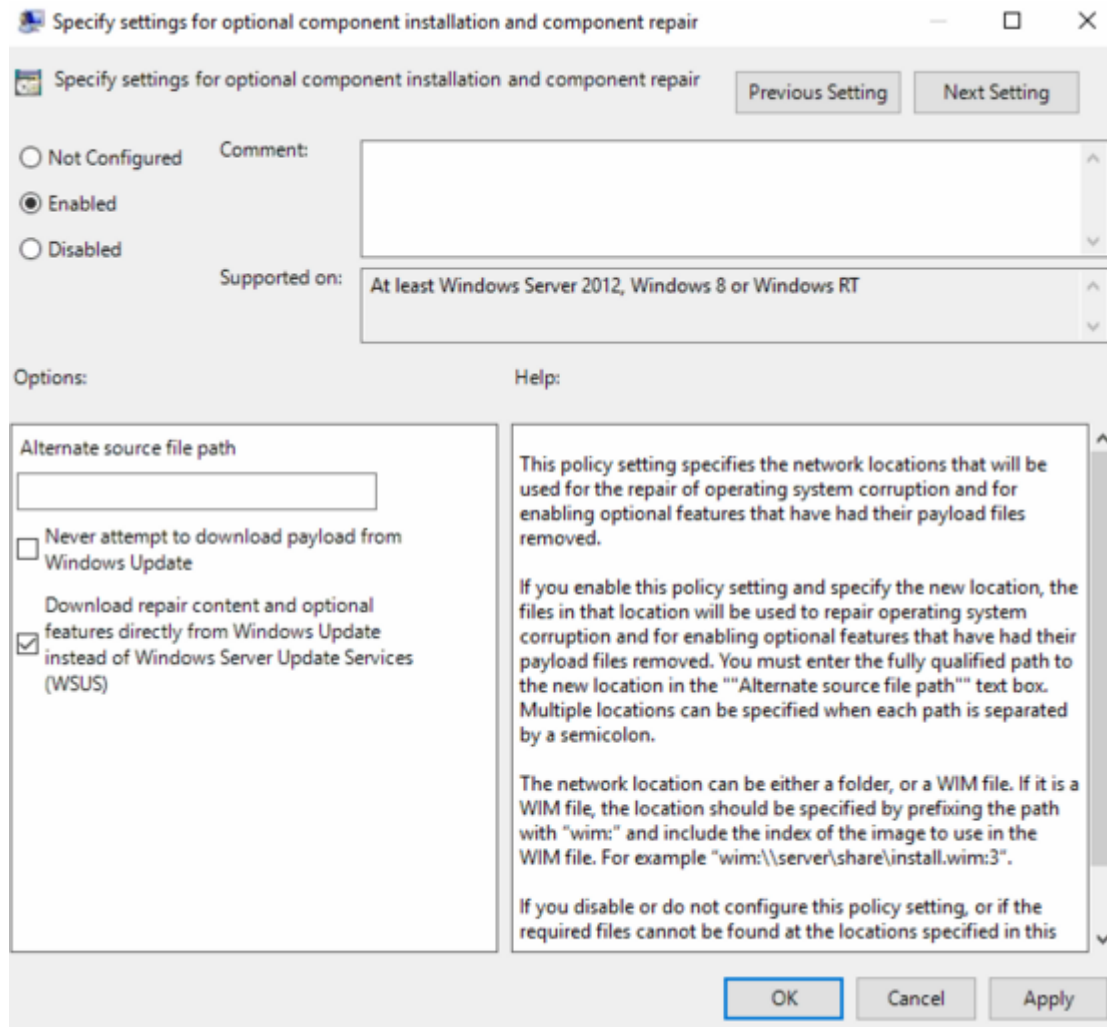 Specify settings for optional component installation and component repair
Specify settings for optional component installation and component repair
Previous Setting
Next Setting
Not Configured
Comment:
Enabled
Disabled
Supported on:
At least Windows Server 2012, Windows 8 or Windows RT
Options:
Help:
Alternate source file path
Never attempt to download payload from
Windows Update
Download repair content and optional
features directly from Windows Update
instead of Windows Server Update Services
(WSUS)
This policy setting specifies the network locations that will be
used for the repair of operating system corruption and for
enabling optional features that have had their payload files
removed.
If you enable this policy setting and specify the new location, the
files in that location will be used to repair operating system
corruption and for enabling optional features that have had their
payload files removed. You must enter the fully qualified path to
the new location in the ""Alternate source file path"" text box.
Multiple locations can be specified when each path is separated
by a semicolon.
The network location can be either a folder, or a WIM file. If it is a
WIM file, the location should be specified by prefixing the path
with “wim:” and include the index of the image to use in the
WIM file. For example “wim:\\server\share\install.wim:3”.
If you disable or do not configure this policy setting, or if the
required files cannot be found at the locations specified in this
OK
Cancel
Apply